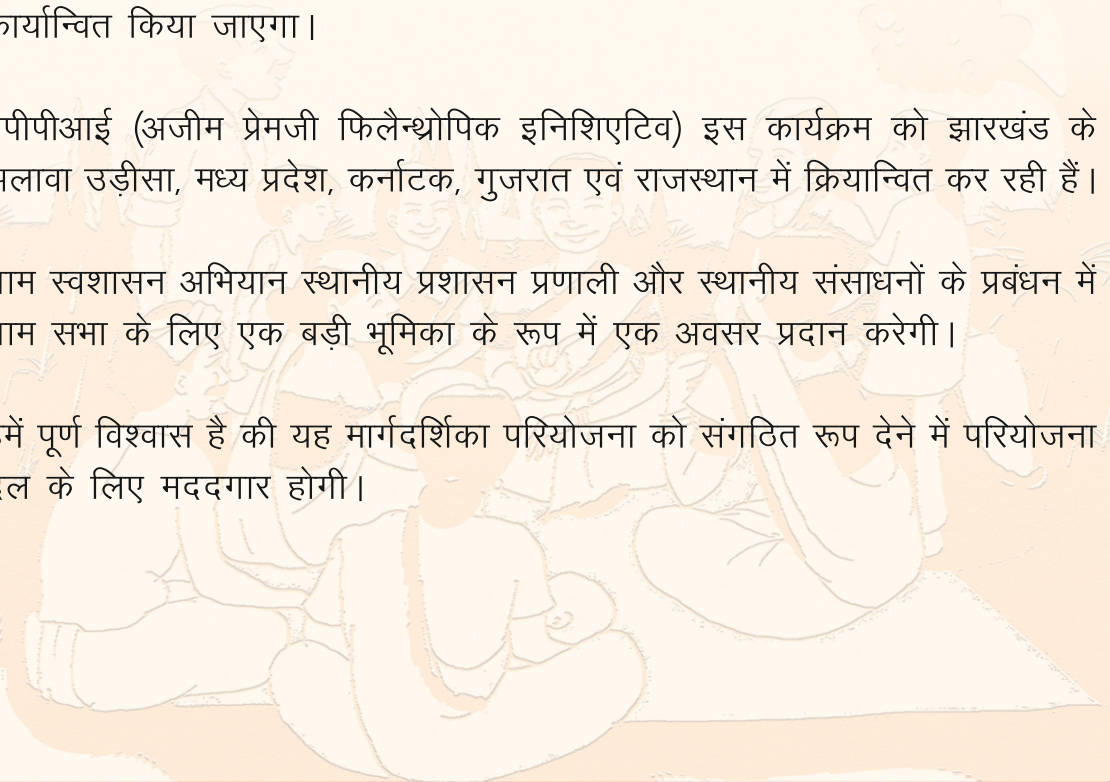 कार्यान्वित किया जाएगा।
पीपीआई (अजीम प्रेमजी फिलैन्थ्रोपिक इनिशिएटिव) इस कार्यक्रम को झारखंड के
अलावा उड़ीसा, मध्य प्रदेश, कर्नाटक, गुजरात एवं राजस्थान में क्रियान्वित कर रही हैं।
ग्राम स्वशासन अभियान स्थानीय प्रशासन प्रणाली और स्थानीय संसाधनों के प्रबंधन में
ग्राम सभा के लिए एक बड़ी भूमिका के रूप में एक अवसर प्रदान करेगी।
हमें पूर्ण विश्वास है की यह मार्गदर्शिका परियोजना को संगठित रूप देने में परियोजना
दल के लिए मददगार होगी।